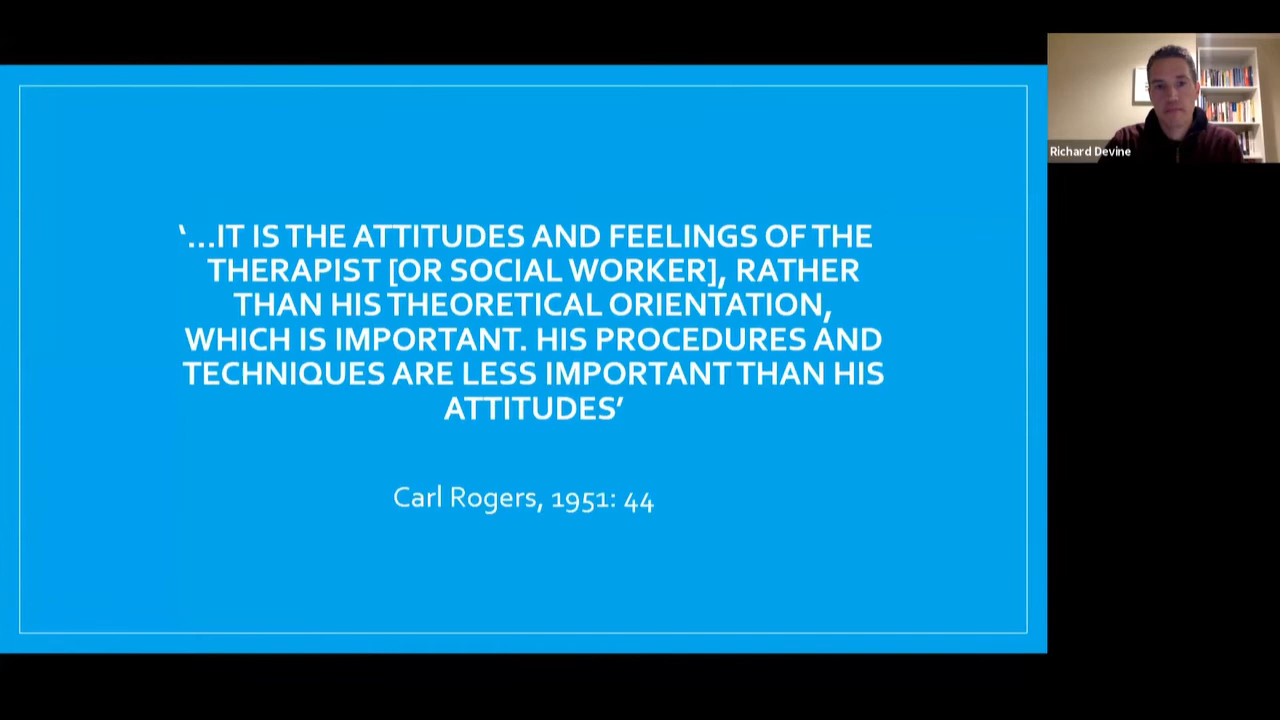 ‘...IT IS THE ATTITUDES AND FEELINGS OF THE
THERAPIST [OR SOCIAL WORKER], RATHER
THAN HIS THEORETICAL ORIENTATION,
WHICH IS IMPORTANT. HIS PROCEDURES AND
TECHNIQUES ARE LESS IMPORTANT THAN HIS
ATTITUDES’
Carl Rogers, 1951: 44
Richard Devine